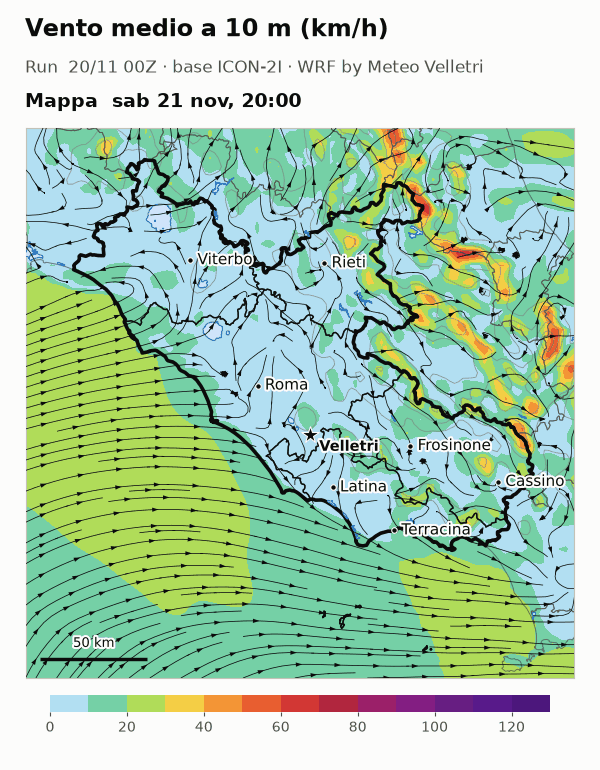 Vento medio a 10 m (km/h)
Run  20/11 00Z · base ICON-2I · WRF by Meteo Velletri
Mappa  sab 21 nov, 20:00
Viterbo
Rieti
Roma
Velletri
Frosinone
Latina
Cassino
Terracina
50 km
0 20 40 60 80 100 120